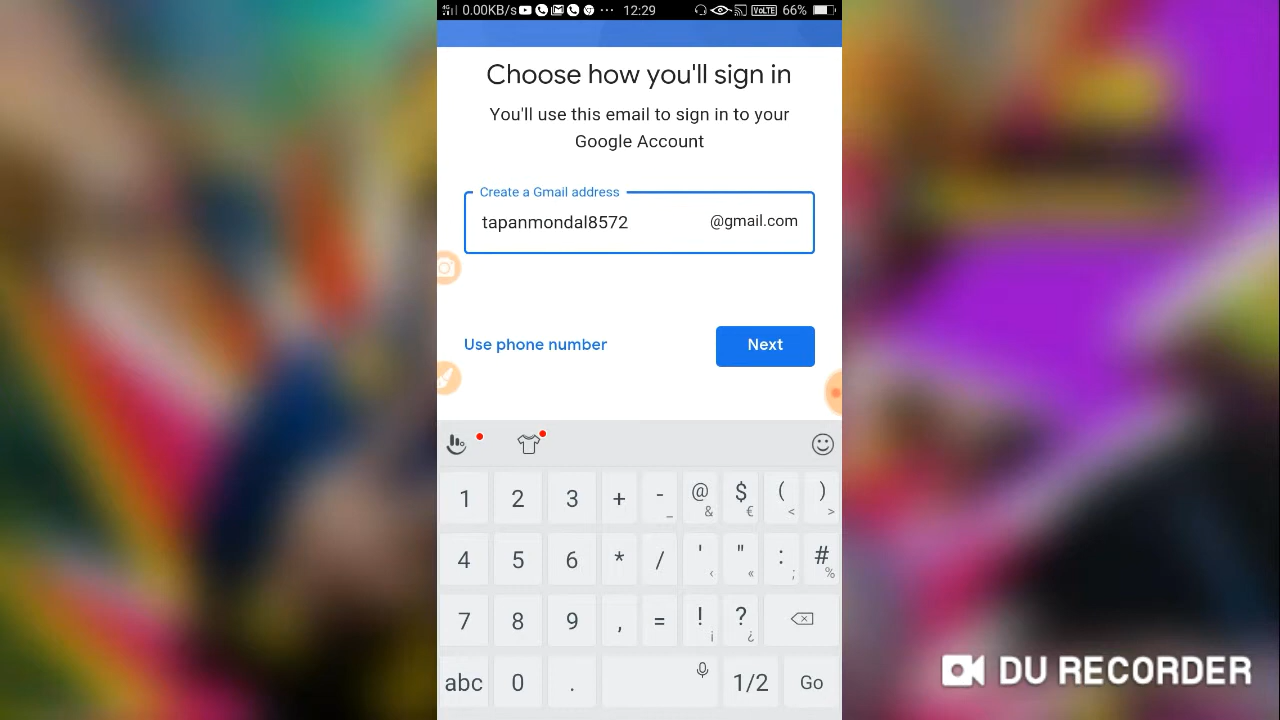 4G 0.00KB/s ... 12:29 VoLTE 66%
Choose how you'll sign in
You'll use this email to sign in to your
Google Account
Create a Gmail address
tapanmondal8572 @gmail.com
Use phone number Next
1 2 3 + - _ @ & $ € ( < ) >
4 5 6 * / ' ‹ " « : ; # %
7 8 9 , = ! ¡ ? ¿
abc 0 . 1/2 Go
DU RECORDER